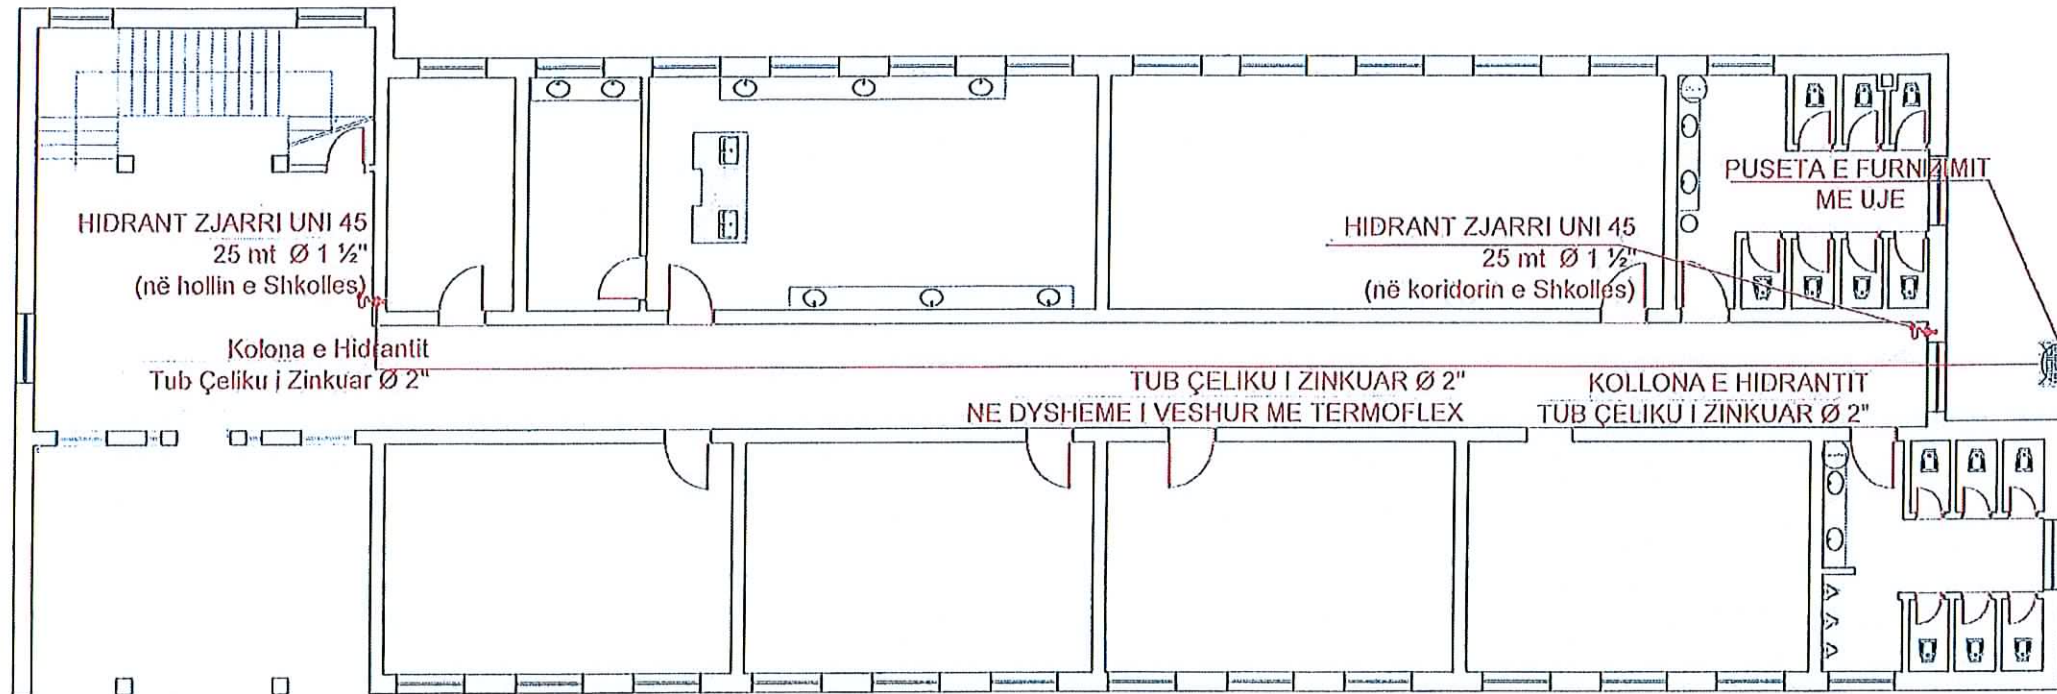 PUSETA E FURNIZIMIT
ME UJE
HIDRANT ZJARRI UNI 45
25 mt Ø 1 ½"
(në hollin e Shkolles)
HIDRANT ZJARRI UNI 45
25 mt Ø 1 ½"
(në koridorin e Shkolles)
Kolona e Hidrantit
Tub Çeliku i Zinkuar Ø 2"
TUB ÇELIKU I ZINKUAR Ø 2"
NE DYSHEME I VESHUR ME TERMOFLEX
KOLLONA E HIDRANTIT
TUB ÇELIKU I ZINKUAR Ø 2"